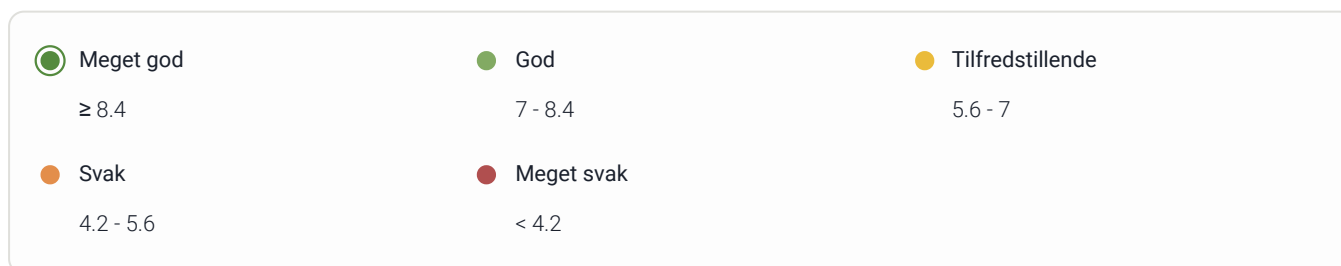 Meget god
God
Tilfredstillende
≥ 8.4
7 - 8.4
5.6 - 7
Svak
Meget svak
4.2 - 5.6
< 4.2